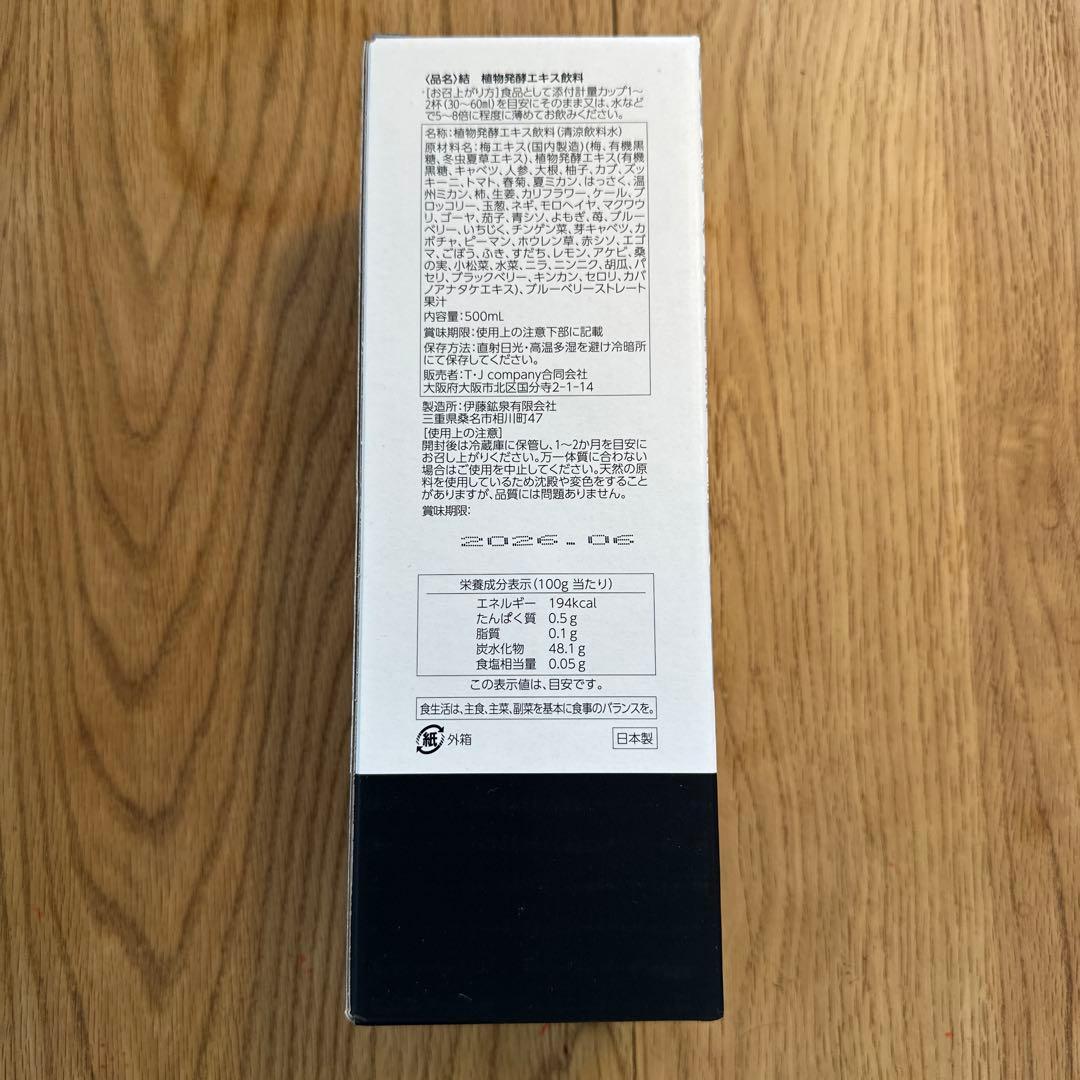 〈品名〉結 植物発酵エキス飲料
[お召上がり方]食品として添付計量カップ1〜
2杯(30〜60ml)を目安にそのまま又は、水など
で5〜8倍に程度に薄めてお飲みください。
名称:植物発酵エキス飲料(清涼飲料水)
原材料名:梅エキス(国内製造)(梅、有機黒
糖、冬虫夏草エキス)、植物発酵エキス(有機
黒糖、キャベツ、人参、大根、柚子、カブ、ズッ
キーニ、トマト、春菊、夏ミカン、はっさく、温
州ミカン、柿、生姜、カリフラワー、ケール、ブ
ロッコリー、玉葱、ネギ、モロヘイヤ、マクワウ
リ、ゴーヤ、茄子、青シソ、よもぎ、苺、ブルー
ベリー、いちじく、チンゲン菜、芽キャベツ、カ
ボチャ、ピーマン、ホウレン草、赤シソ、エゴ
マ、ごぼう、ふき、すだち、レモン、アケビ、桑
の実、小松菜、水菜、ニラ、ニンニク、胡瓜、パ
セリ、ブラックベリー、キンカン、セロリ、カバ
ノアナタケエキス)、ブルーベリーストレート
果汁
内容量:500mL
賞味期限:使用上の注意下部に記載
保存方法:直射日光・高温多湿を避け冷暗所
にて保存してください。
販売者:T・J company合同会社
大阪府大阪市北区国分寺2-1-14
製造所:伊藤鉱泉有限会社
三重県桑名市相川町47
[使用上の注意]
開封後は冷蔵庫に保管し、1〜2か月を目安に
お召し上がりください。万一体質に合わない
場合はご使用を中止してください。天然の原
料を使用しているため沈殿や変色をすること
がありますが、品質には問題ありません。
賞味期限:
2026.06
栄養成分表示(100g 当たり)
エネルギー 194kcal
たんぱく質 0.5g
脂質 0.1g
炭水化物 48.1g
食塩相当量 0.05g
この表示値は、目安です。
食生活は、主食、主菜、副菜を基本に食事のバランスを。
紙 外箱
日本製